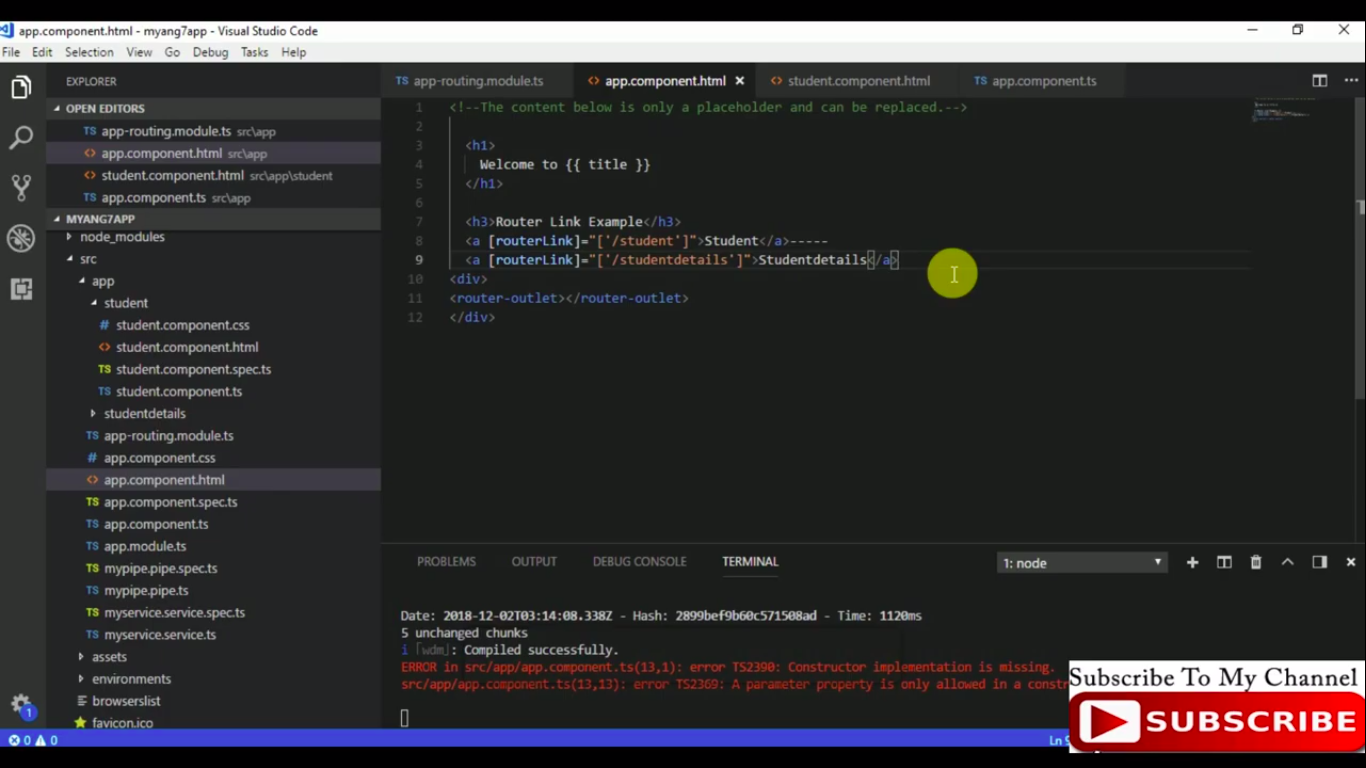 app.component.html - myang7app - Visual Studio Code
File Edit Selection View Go Debug Tasks Help
EXPLORER
OPEN EDITORS
TS app-routing.module.ts src\app
<> app.component.html src\app
<> student.component.html src\app\student
TS app.component.ts src\app
MYANG7APP
node_modules
src
app
student
# student.component.css
<> student.component.html
TS student.component.spec.ts
TS student.component.ts
studentdetails
TS app-routing.module.ts
# app.component.css
<> app.component.html
TS app.component.spec.ts
TS app.component.ts
TS app.module.ts
TS mypipe.pipe.spec.ts
TS mypipe.pipe.ts
TS myservice.service.spec.ts
TS myservice.service.ts
assets
environments
browserslist
favicon.ico
TS app-routing.module.ts <> app.component.html × <> student.component.html TS app.component.ts
1 <!--The content below is only a placeholder and can be replaced.-->
2
3 <h1>
4 Welcome to {{ title }}
5 </h1>
6
7 <h3>Router Link Example</h3>
8 <a [routerLink]="['/student']">Student</a>-----
9 <a [routerLink]="['/studentdetails']">Studentdetails</a>
10 <div>
11 <router-outlet></router-outlet>
12 </div>
PROBLEMS OUTPUT DEBUG CONSOLE TERMINAL 1: node
Date: 2018-12-02T03:14:08.338Z - Hash: 2899bef9b60c571508ad - Time: 1120ms
5 unchanged chunks
i ｢wdm｣: Compiled successfully.
ERROR in src/app/app.component.ts(13,1): error TS2390: Constructor implementation is missing.
src/app/app.component.ts(13,13): error TS2369: A parameter property is only allowed in a constr
Subscribe To My Channel
SUBSCRIBE
1
0 0
Ln